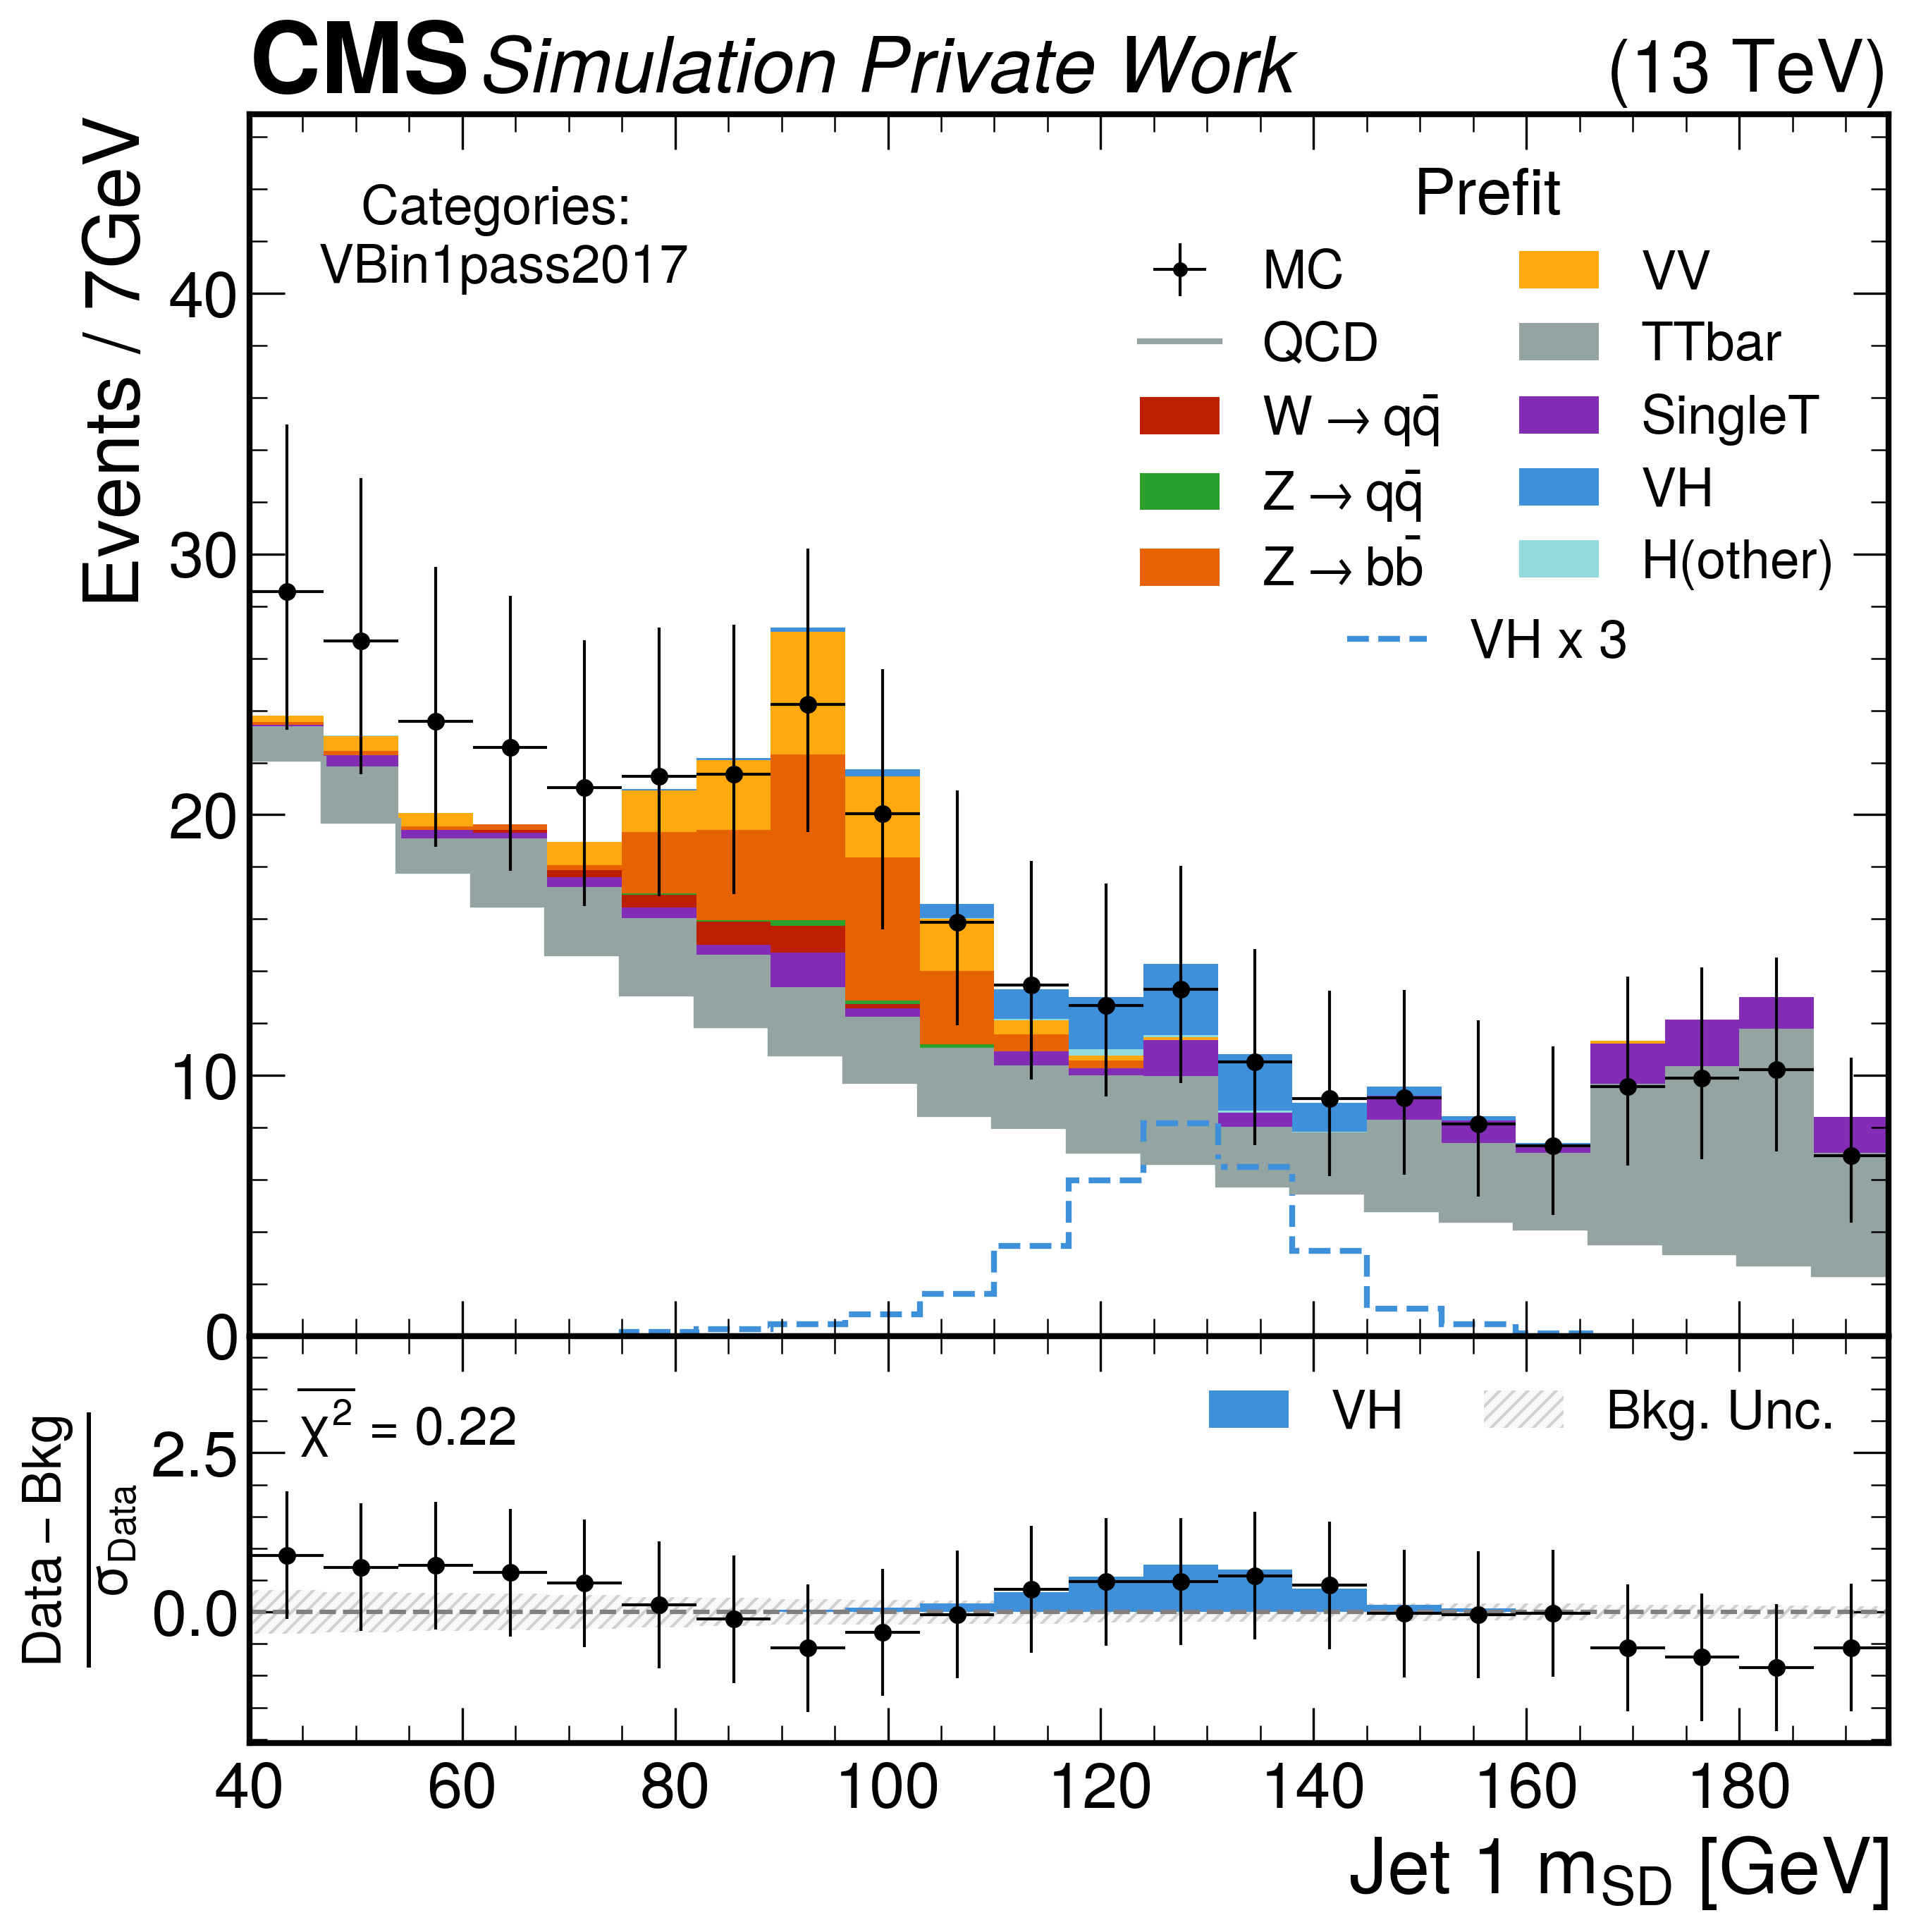 CMS Simulation Private Work (13 TeV)
Events / 7GeV
Categories:
VBin1pass2017
Prefit
MC
QCD
W → qq̄
Z → qq̄
Z → bb̄
VV
TTbar
SingleT
VH
H(other)
VH x 3
40
30
20
10
0
Data – Bkg
σData
χ² = 0.22
VH
Bkg. Unc.
2.5
0.0
40 60 80 100 120 140 160 180
Jet 1 mSD [GeV]